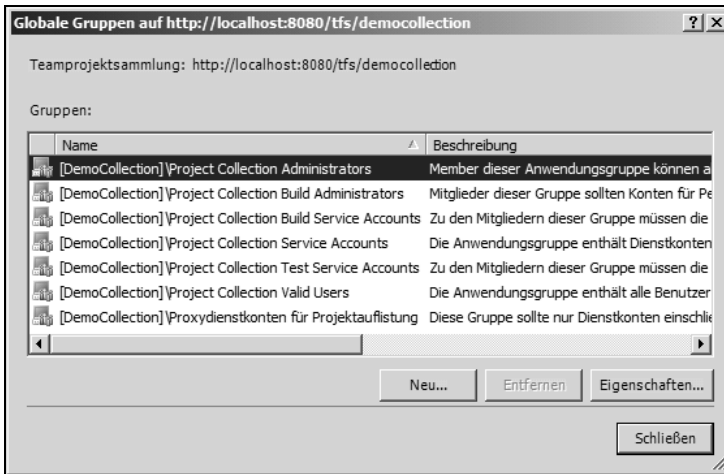 Globale Gruppen auf http://localhost:8080/tfs/democollection
Teamprojektsammlung: http://localhost:8080/tfs/democollection
Gruppen:
Name Beschreibung
[DemoCollection]\Project Collection Administrators Member dieser Anwendungsgruppe können a
[DemoCollection]\Project Collection Build Administrators Mitglieder dieser Gruppe sollten Konten für Pe
[DemoCollection]\Project Collection Build Service Accounts Zu den Mitgliedern dieser Gruppe müssen die
[DemoCollection]\Project Collection Service Accounts Die Anwendungsgruppe enthält Dienstkonten
[DemoCollection]\Project Collection Test Service Accounts Zu den Mitgliedern dieser Gruppe müssen die
[DemoCollection]\Project Collection Valid Users Die Anwendungsgruppe enthält alle Benutzer
[DemoCollection]\Proxydienstkonten für Projektauflistung Diese Gruppe sollte nur Dienstkonten einschlie
Neu... Entfernen Eigenschaften...
Schließen